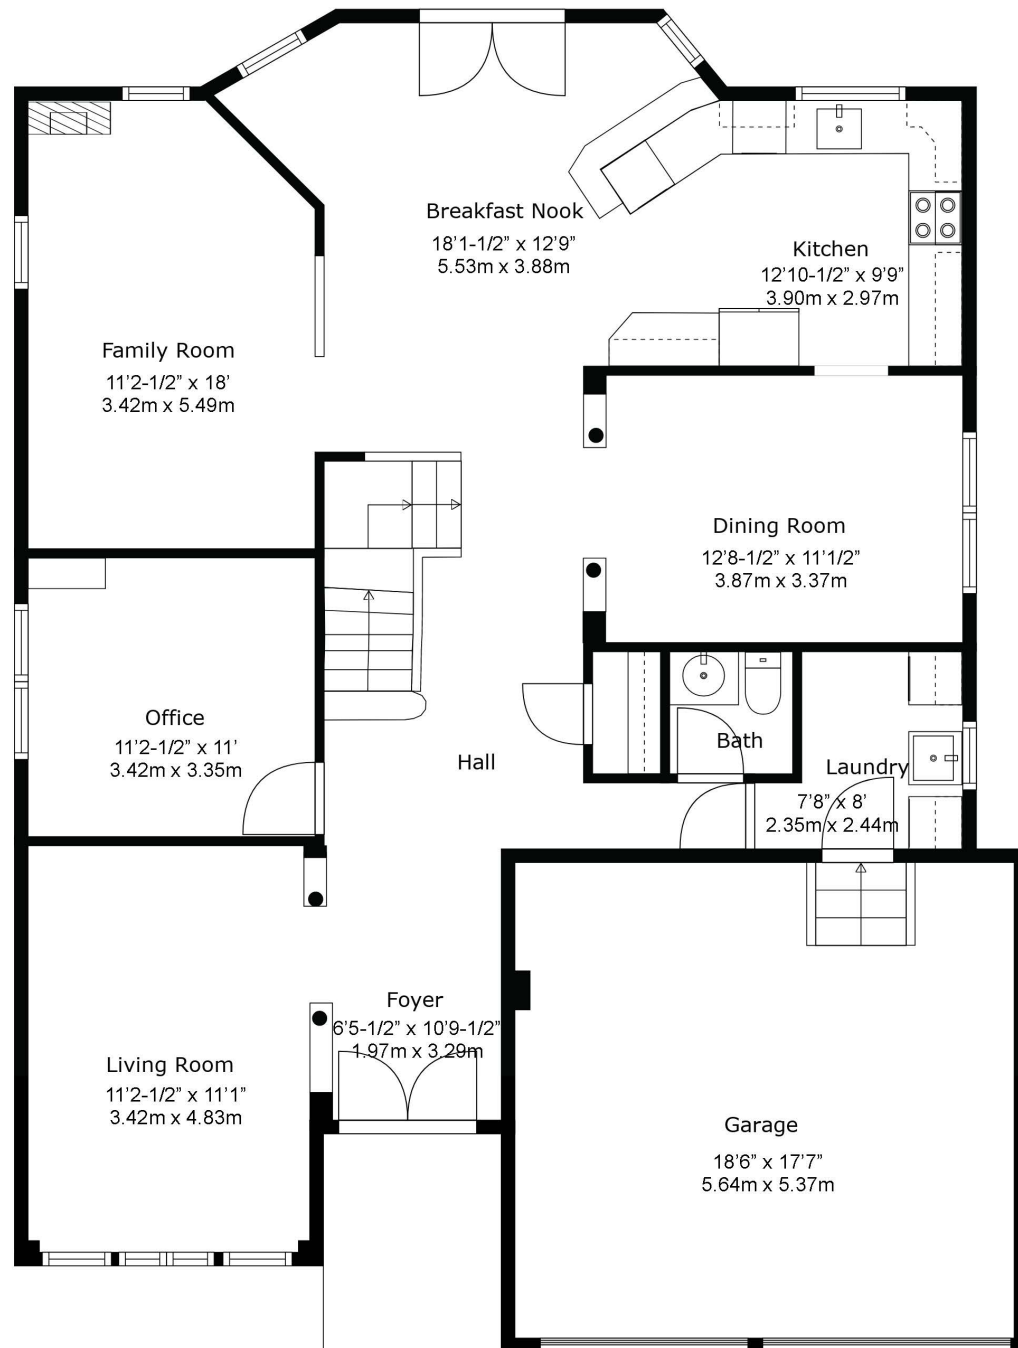 Breakfast Nook
18'1-1/2" x 12'9"
5.53m x 3.88m
Kitchen
12'10-1/2" x 9'9"
3.90m x 2.97m
Family Room
11'2-1/2" x 18'
3.42m x 5.49m
Dining Room
12'8-1/2" x 11'1/2"
3.87m x 3.37m
Office
11'2-1/2" x 11'
3.42m x 3.35m
Hall
Bath
Laundry
7'8" x 8'
2.35m x 2.44m
Foyer
6'5-1/2" x 10'9-1/2"
1.97m x 3.29m
Living Room
11'2-1/2" x 11'1"
3.42m x 4.83m
Garage
18'6" x 17'7"
5.64m x 5.37m